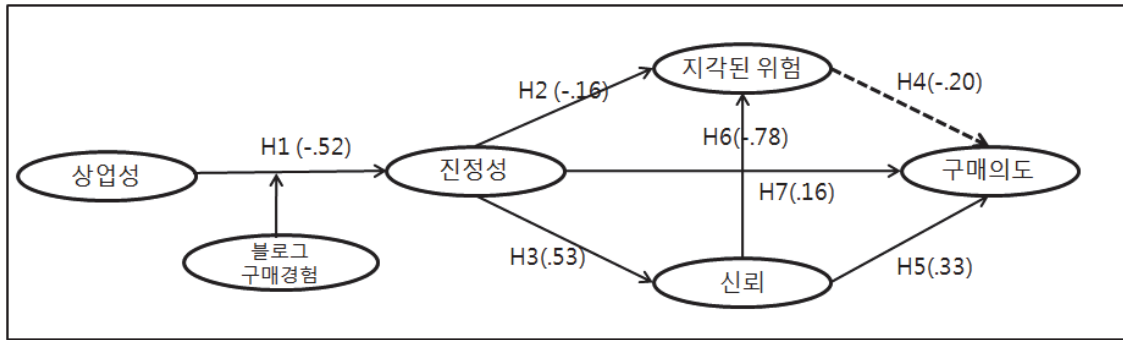 지각된 위험
H2 (-.16)
H4(-.20)
H1 (-.52)
H6(-.78)
상업성
진정성
구매의도
H7(.16)
블로그
구매경험
H3(.53)
신뢰
H5(.33)